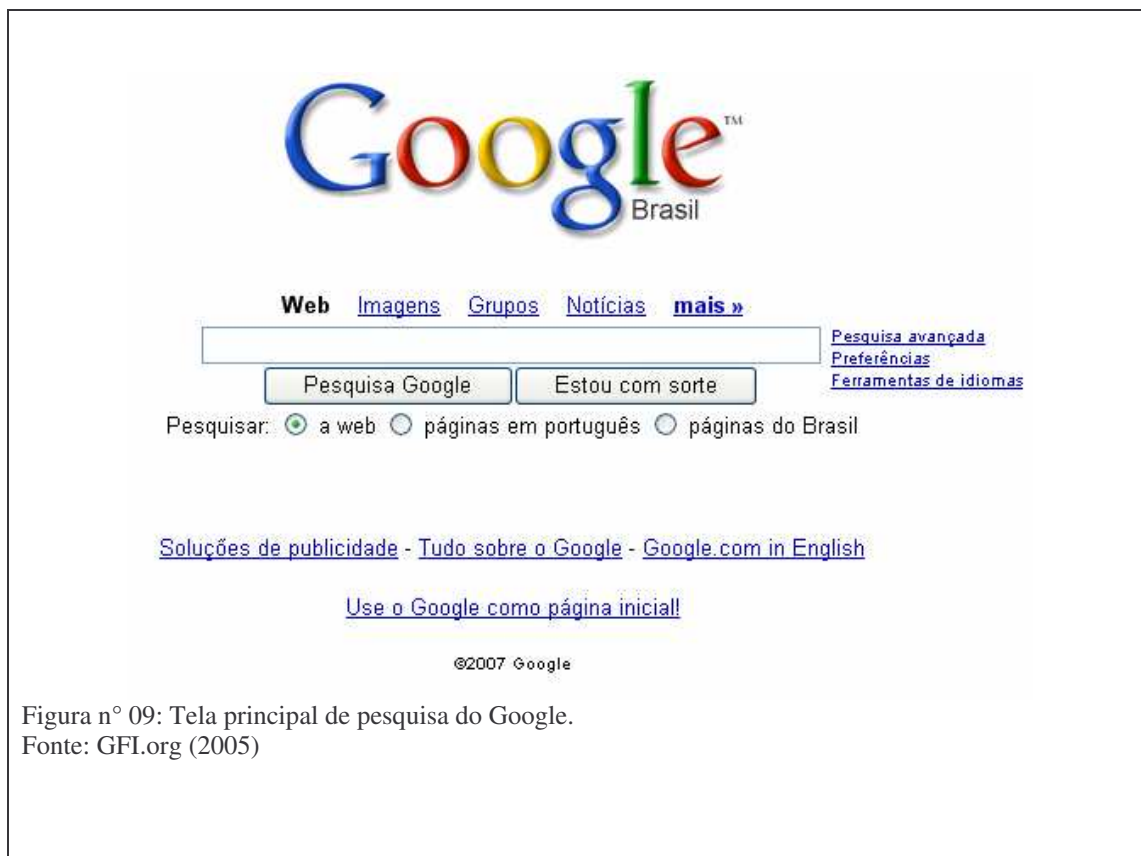 Google™
Brasil
Web Imagens Grupos Notícias mais »
Pesquisa avançada
Preferências
Ferramentas de idiomas
Pesquisa Google Estou com sorte
Pesquisar: a web páginas em português páginas do Brasil
Soluções de publicidade - Tudo sobre o Google - Google.com in English
Use o Google como página inicial!
©2007 Google
Figura n° 09: Tela principal de pesquisa do Google.
Fonte: GFI.org (2005)